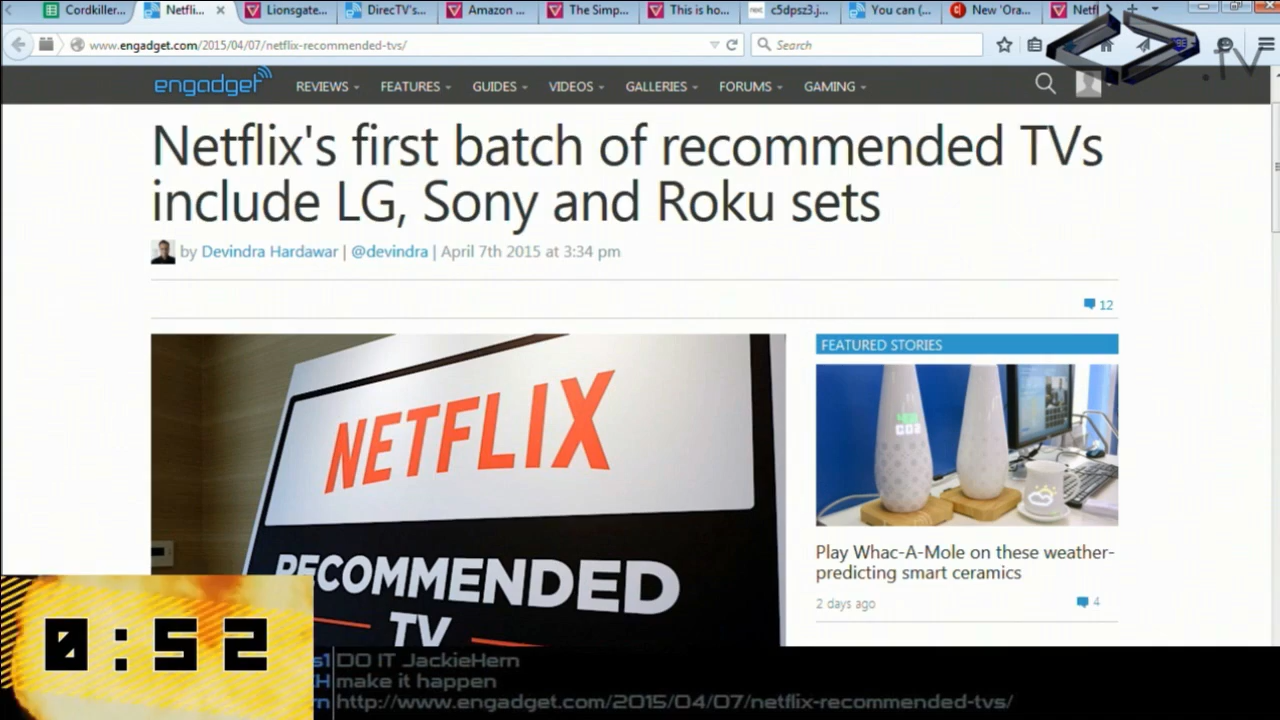 Cordkiller...
Netfli...
Lionsgate...
DirecTV's...
Amazon ...
The Simp...
This is ho...
c5dpsz3.j...
You can (...
New 'Ora...
Netfl
www.engadget.com/2015/04/07/netflix-recommended-tvs/
Search
.tv
engadget
REVIEWS
FEATURES
GUIDES
VIDEOS
GALLERIES
FORUMS
GAMING
Netflix's first batch of recommended TVs
include LG, Sony and Roku sets
by Devindra Hardawar | @devindra | April 7th 2015 at 3:34 pm
12
NETFLIX
RECOMMENDED
TV
FEATURED STORIES
CO2
Play Whac-A-Mole on these weather-
predicting smart ceramics
2 days ago
4
0:52
s1 DO IT JackieHern
H make it happen
rn http://www.engadget.com/2015/04/07/netflix-recommended-tvs/